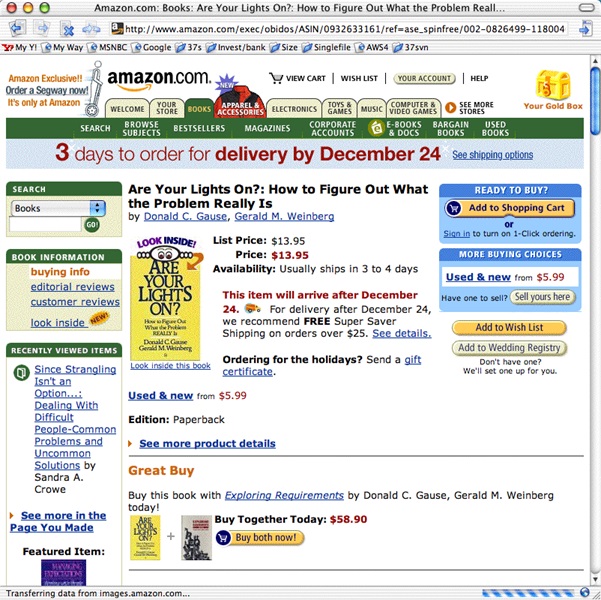 Amazon.com: Books: Are Your Lights On?: How to Figure Out What the Problem Reall...
http://www.amazon.com/exec/obidos/ASIN/0932633161/ref=ase_spinfree/002-0826499-118004
My Y! My Way MSNBC Google 37s Invest/bank Size Singlefile AWS4 37svn
Amazon Exclusive!!
Order a Segway now!
It's only at Amazon
amazon.com.
VIEW CART | WISH LIST | YOUR ACCOUNT | HELP
NEW
WELCOME YOUR STORE BOOKS APPAREL & ACCESSORIES ELECTRONICS TOYS & GAMES MUSIC COMPUTER & VIDEO GAMES SEE MORE STORES
Your Gold Box
SEARCH BROWSE SUBJECTS BESTSELLERS MAGAZINES CORPORATE ACCOUNTS E-BOOKS & DOCS BARGAIN BOOKS USED BOOKS
3 days to order for delivery by December 24 See shipping options
SEARCH
Books
GO!
BOOK INFORMATION
buying info
editorial reviews
customer reviews
look inside NEW!
RECENTLY VIEWED ITEMS
Since Strangling
Isn't an
Option...:
Dealing With
Difficult
People-Common
Problems and
Uncommon
Solutions by
Sandra A.
Crowe
See more in the
Page You Made
Featured Item:
MANAGING
EXPECTATIONS
Are Your Lights On?: How to Figure Out What
the Problem Really Is
by Donald C. Gause, Gerald M. Weinberg
LOOK INSIDE!
ARE
YOUR
LIGHTS
ON?
How to Figure Out
What the Problem
REALLY Is
Donald C. Gause
Gerald M. Weinberg
Look inside this book
List Price: $13.95
Price: $13.95
Availability: Usually ships in 3 to 4 days
This item will arrive after December
24. For delivery after December 24,
we recommend FREE Super Saver
Shipping on orders over $25. See details.
Ordering for the holidays? Send a gift
certificate.
Used & new from $5.99
Edition: Paperback
See more product details
Great Buy
Buy this book with Exploring Requirements by Donald C. Gause, Gerald M. Weinberg
today!
ARE
YOUR
LIGHTS
ON?
+
Buy Together Today: $58.90
Buy both now!
READY TO BUY?
Add to Shopping Cart
or
Sign in to turn on 1-Click ordering.
MORE BUYING CHOICES
Used & new from $5.99
Have one to sell? Sell yours here
Add to Wish List
Add to Wedding Registry
Don't have one?
We'll set one up for you.
Transferring data from images.amazon.com...